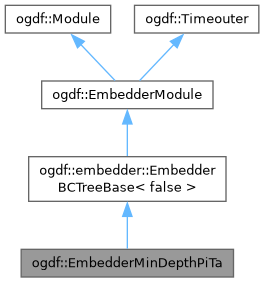 ogdf::Module
ogdf::Timeouter
ogdf::EmbedderModule
ogdf::embedder::Embedder
BCTreeBase< false >
ogdf::EmbedderMinDepthPiTa